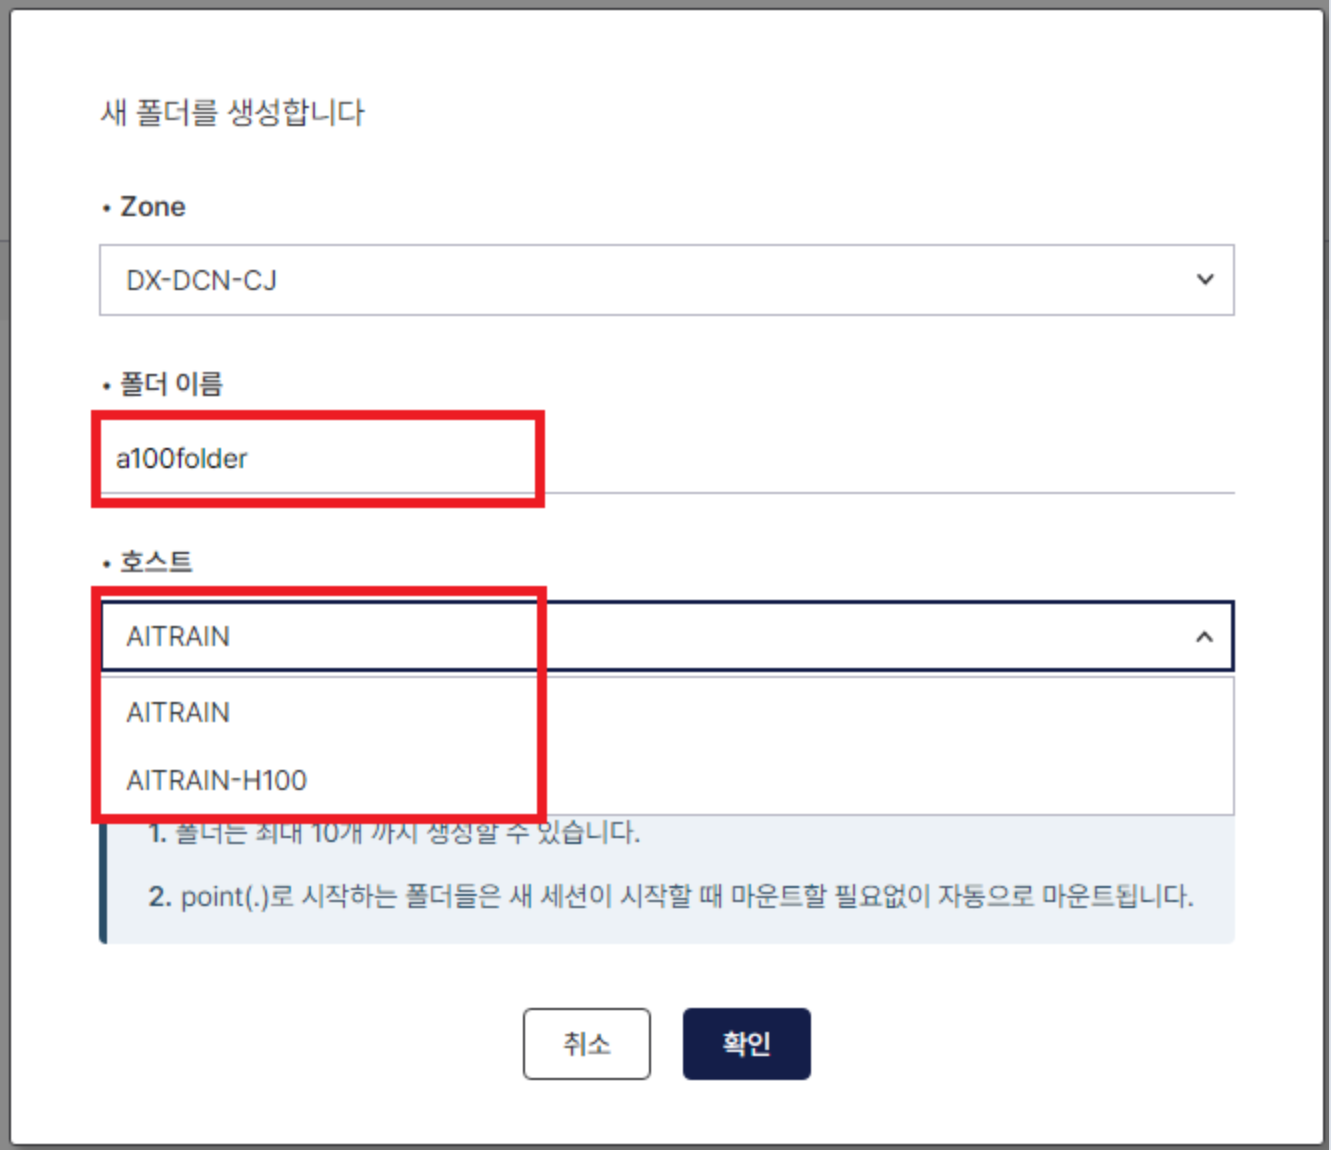 새 폴더를 생성합니다
• Zone
DX-DCN-CJ
• 폴더 이름
a100folder
• 호스트
AITRAIN
AITRAIN
AITRAIN-H100
1. 폴더는 최대 10개 까지 생성할 수 있습니다.
2. point(.)로 시작하는 폴더들은 새 세션이 시작할 때 마운트할 필요없이 자동으로 마운트됩니다.
취소
확인